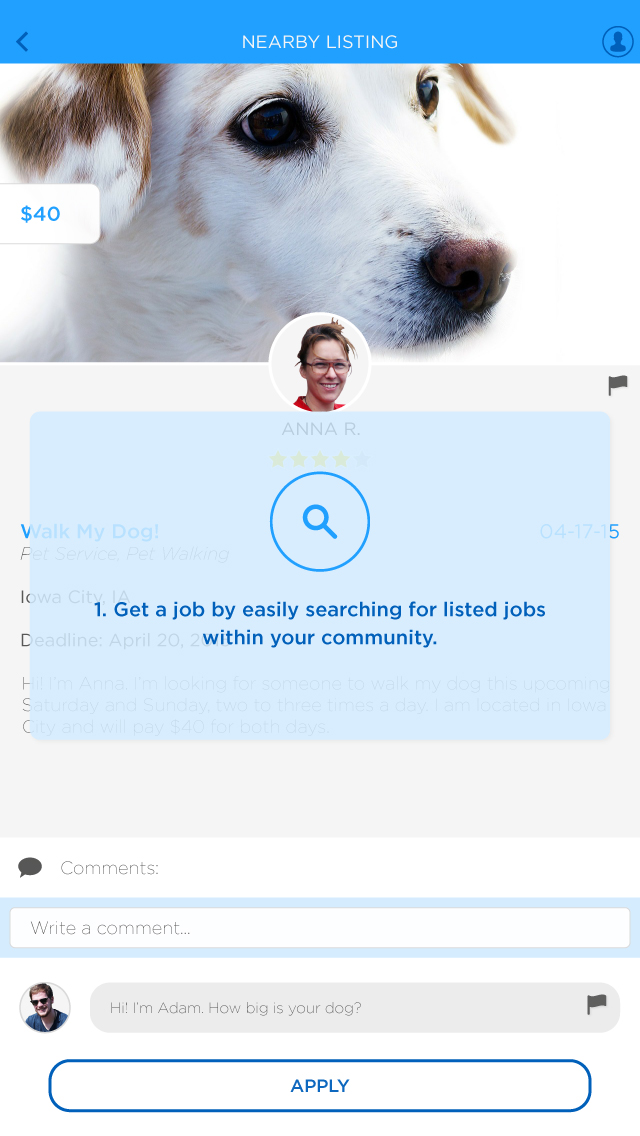 NEARBY LISTING
$40
ANNA R.
Walk My Dog!
04-17-15
Pet Service, Pet Walking
Iowa City, IA
1. Get a job by easily searching for listed jobs
within your community.
Deadline: April 20, 2
Hi! I'm Anna. I'm looking for someone to walk my dog this upcoming
Saturday and Sunday, two to three times a day. I am located in Iowa
City and will pay $40 for both days.
Comments:
Write a comment...
Hi! I'm Adam. How big is your dog?
APPLY